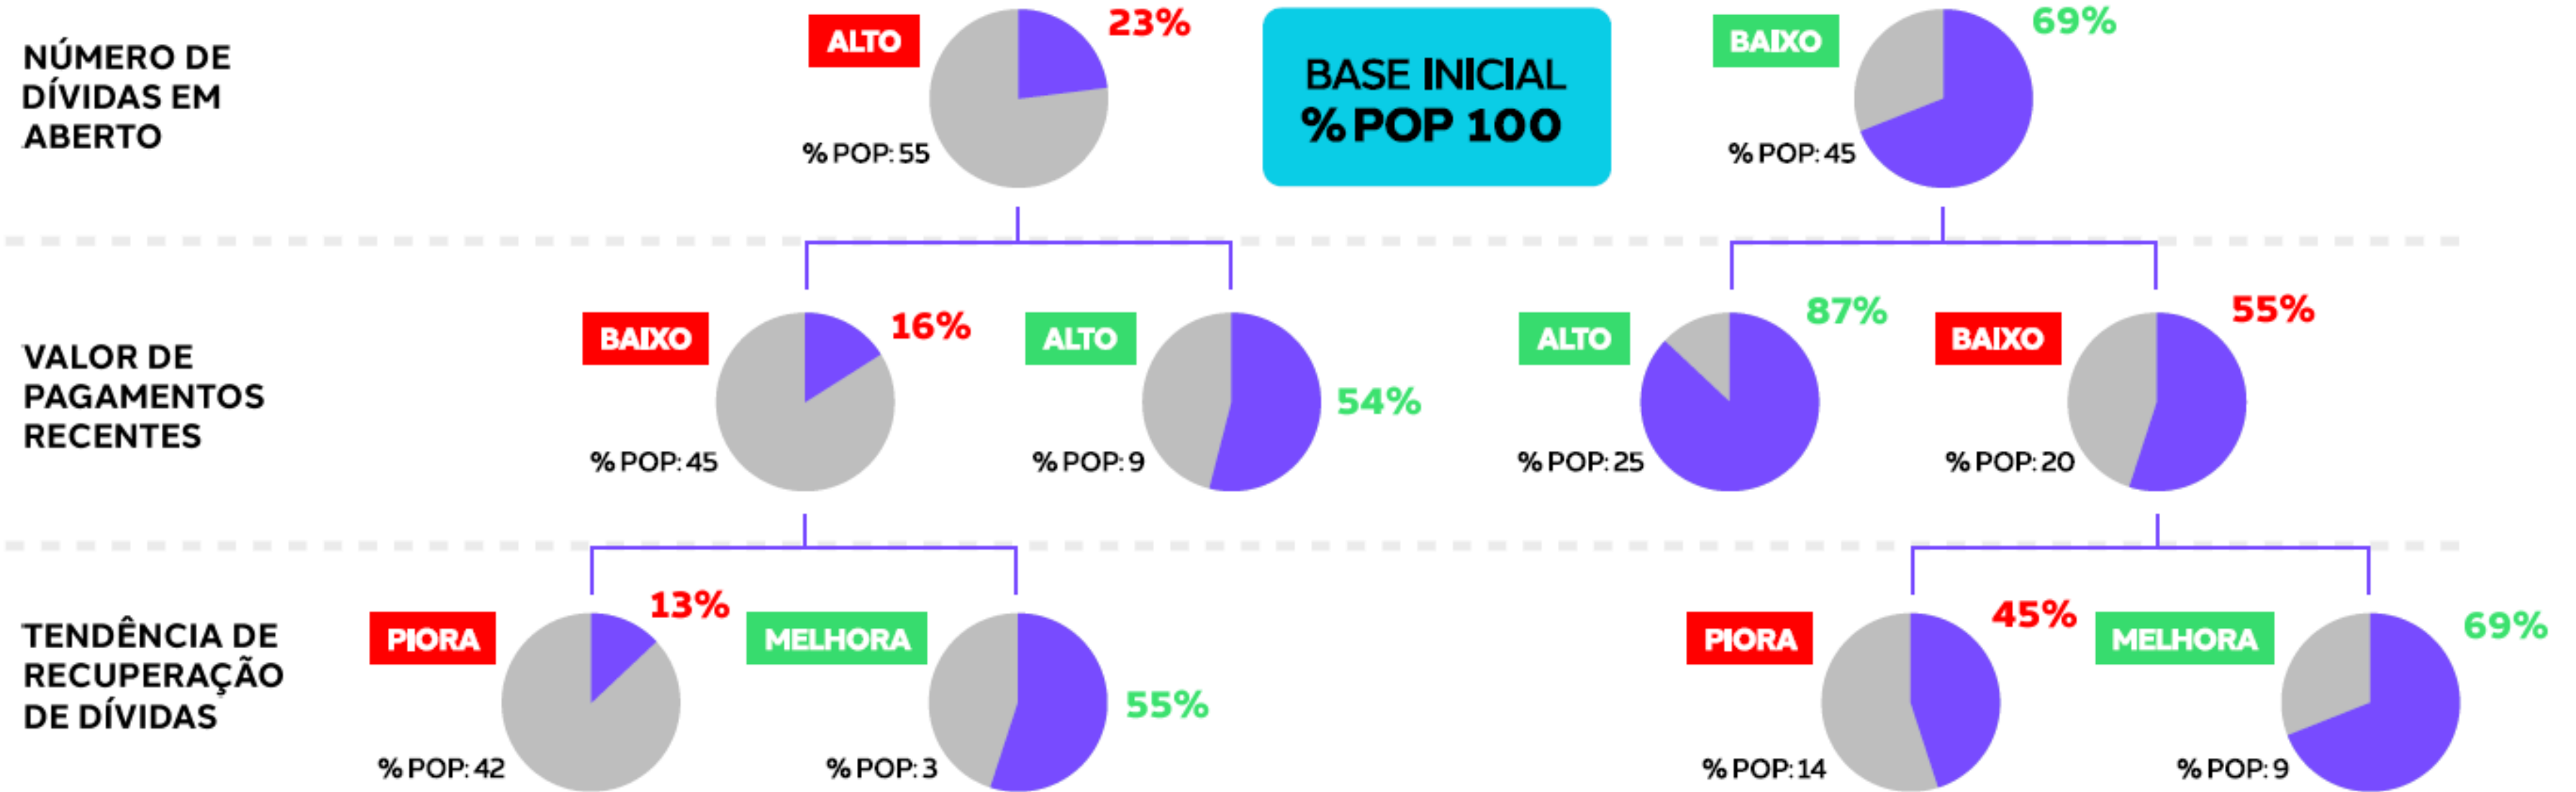 NÚMERO DE
DÍVIDAS EM
ABERTO
ALTO
23%
% POP: 55
BASE INICIAL
% POP 100
BAIXO
69%
% POP: 45
VALOR DE
PAGAMENTOS
RECENTES
BAIXO
16%
% POP: 45
ALTO
54%
% POP: 9
ALTO
87%
% POP: 25
BAIXO
55%
% POP: 20
TENDÊNCIA DE
RECUPERAÇÃO
DE DÍVIDAS
PIORA
13%
% POP: 42
MELHORA
55%
% POP: 3
PIORA
45%
% POP: 14
MELHORA
69%
% POP: 9